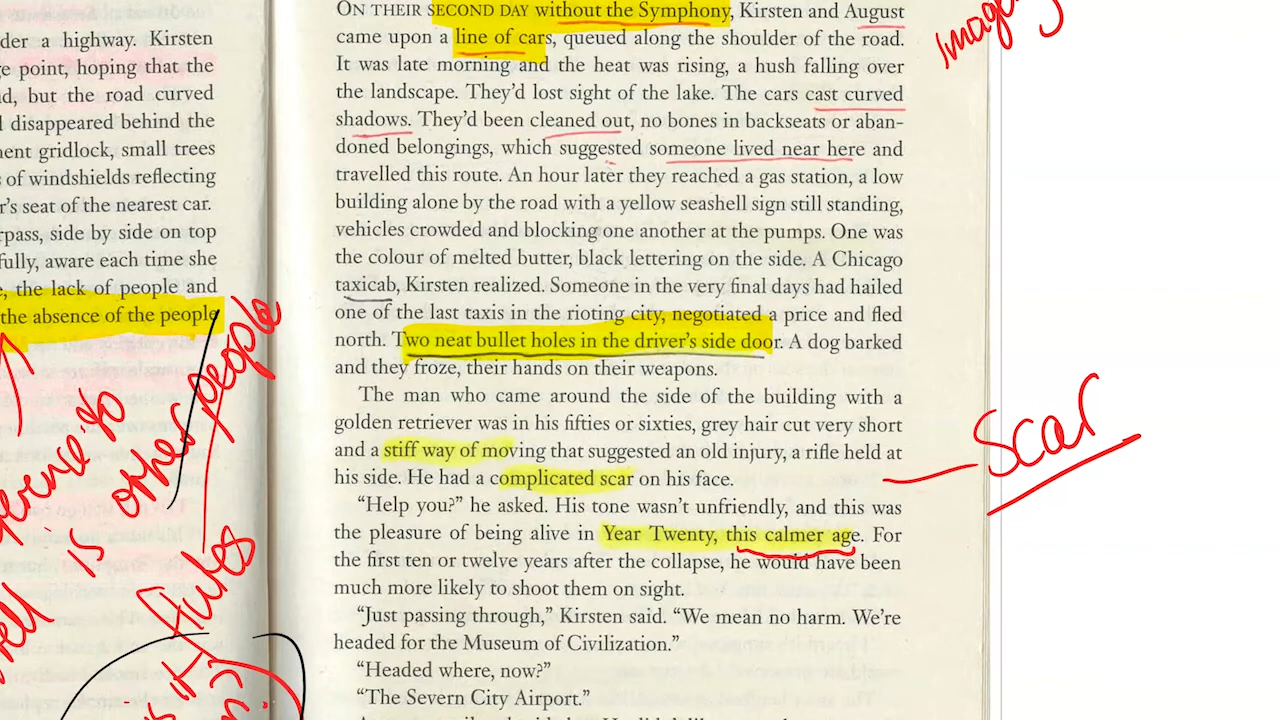 der a highway. Kirsten
e point, hoping that the
d, but the road curved
disappeared behind the
ent gridlock, small trees
of windshields reflecting
r's seat of the nearest car.
pass, side by side on top
fully, aware each time she
, the lack of people and
the absence of the people
is other people
ON THEIR SECOND DAY without the Symphony, Kirsten and August
came upon a line of cars, queued along the shoulder of the road.
It was late morning and the heat was rising, a hush falling over
the landscape. They'd lost sight of the lake. The cars cast curved
shadows. They'd been cleaned out, no bones in backseats or aban-
doned belongings, which suggested someone lived near here and
travelled this route. An hour later they reached a gas station, a low
building alone by the road with a yellow seashell sign still standing,
vehicles crowded and blocking one another at the pumps. One was
the colour of melted butter, black lettering on the side. A Chicago
taxicab, Kirsten realized. Someone in the very final days had hailed
one of the last taxis in the rioting city, negotiated a price and fled
north. Two neat bullet holes in the driver's side door. A dog barked
and they froze, their hands on their weapons.
The man who came around the side of the building with a
golden retriever was in his fifties or sixties, grey hair cut very short
and a stiff way of moving that suggested an old injury, a rifle held at
his side. He had a complicated scar on his face.
"Help you?" he asked. His tone wasn't unfriendly, and this was
the pleasure of being alive in Year Twenty, this calmer age. For
the first ten or twelve years after the collapse, he would have been
much more likely to shoot them on sight.
"Just passing through," Kirsten said. "We mean no harm. We're
headed for the Museum of Civilization."
"Headed where, now?"
"The Severn City Airport."
Scar